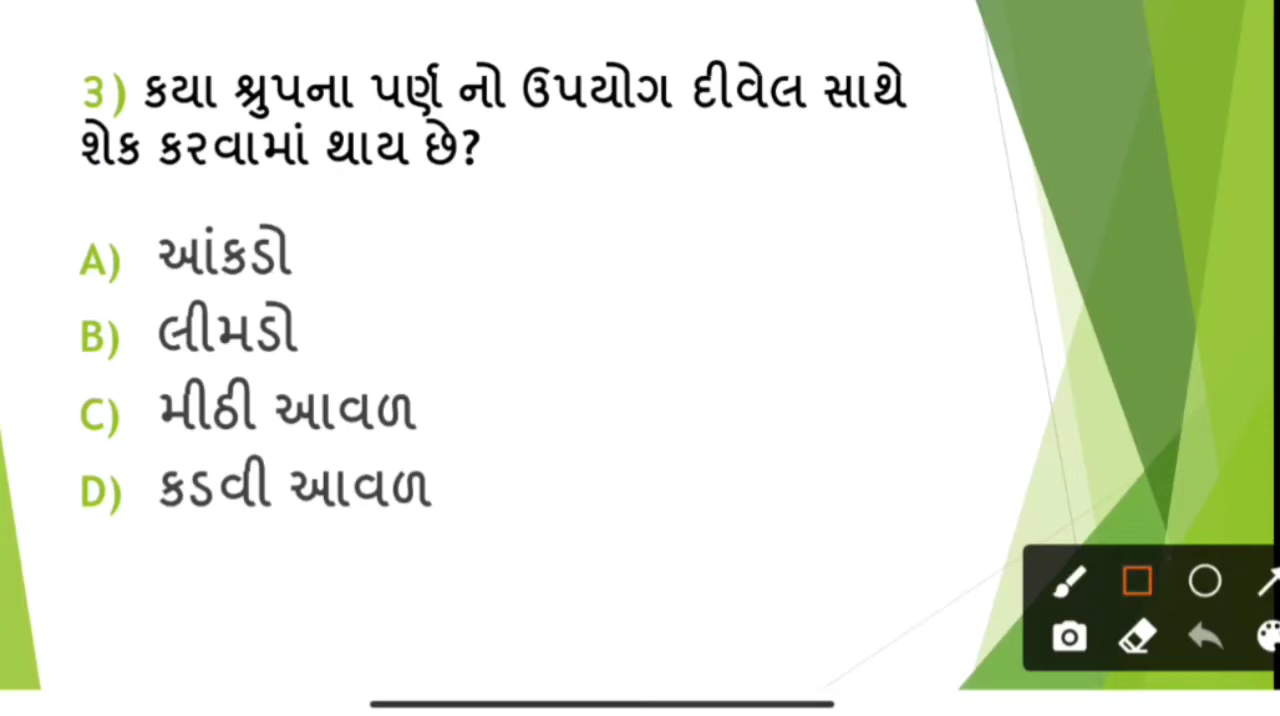 3) કયા શ્રુપના પર્ણ નો ઉપયોગ દીવેલ સાથે
શેક કરવામાં થાય છે?
A) આંકડો
B) લીમડો
C) મીઠી આવળ
D) કડવી આવળ